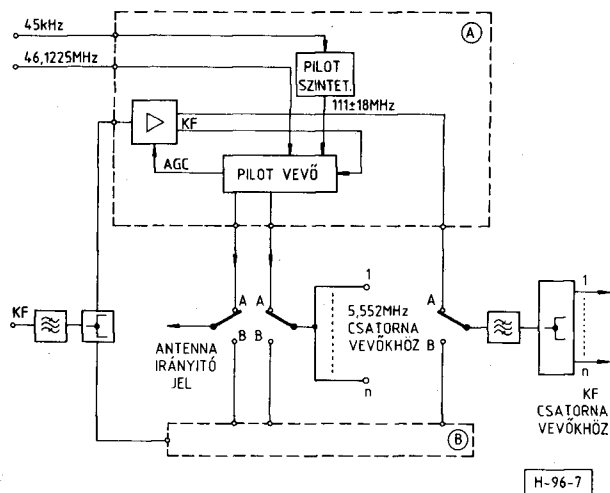 45kHz
46,1225MHz
A
PILOT
SZINTET.
111±18MHz
KF
AGC
PILOT VEVŐ
A
A
B
B
ANTENNA
IRÁNYITÓ
JEL
1
5,552MHz
CSATORNA
VEVŐKHÖZ
n
A
B
KF
1
n
KF
CSATORNA
VEVŐKHÖZ
B
H-96-7